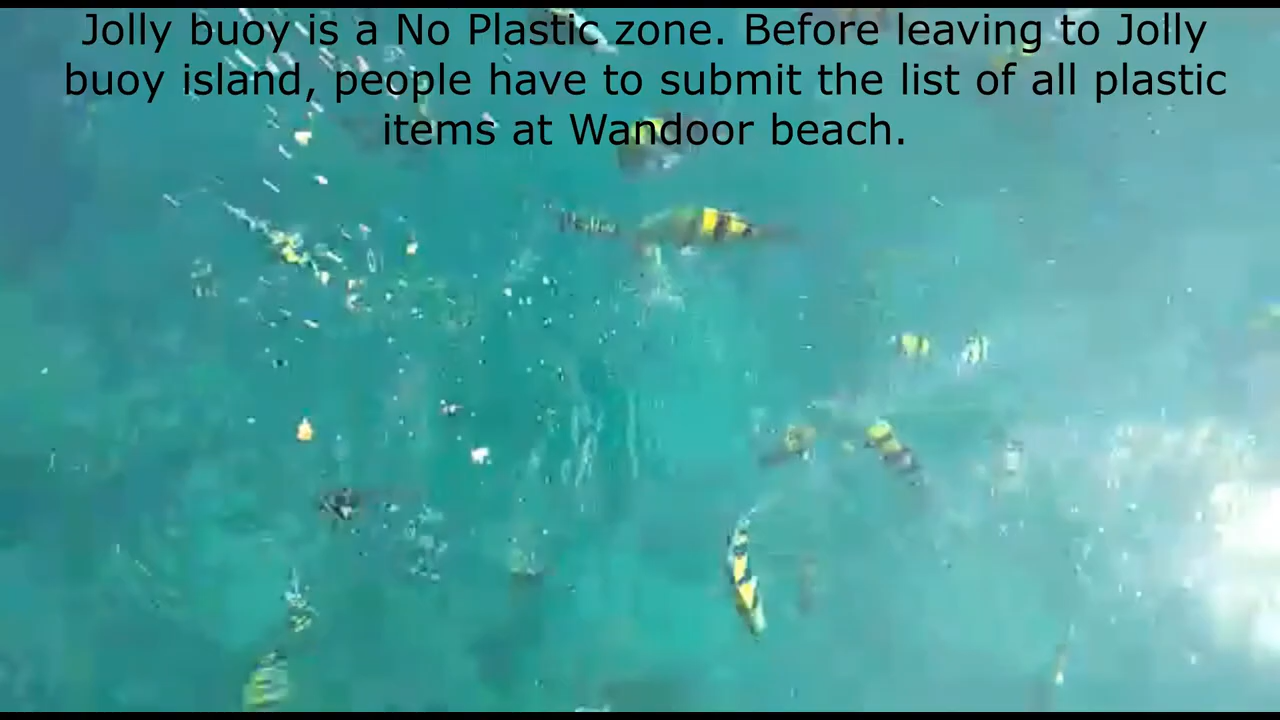 Jolly buoy is a No Plastic zone. Before leaving to Jolly
buoy island, people have to submit the list of all plastic
items at Wandoor beach.